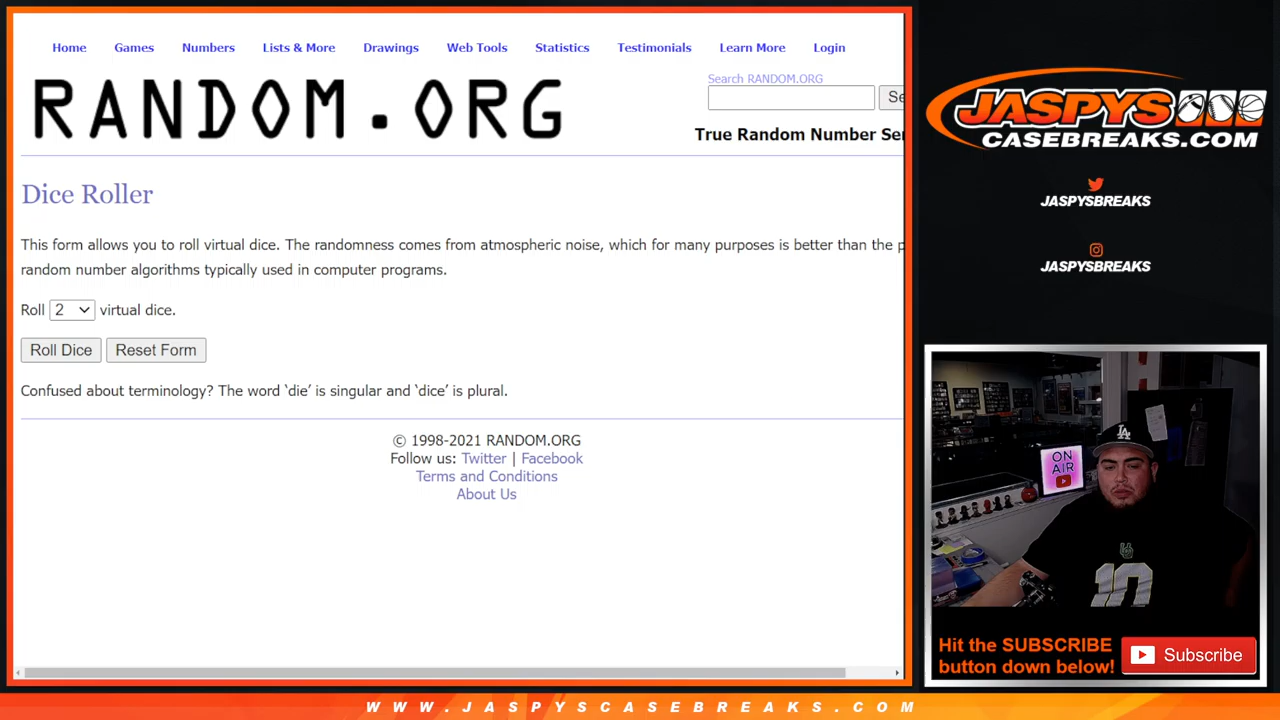 Home Games Numbers Lists & More Drawings Web Tools Statistics Testimonials Learn More Login
RANDOM.ORG
Search RANDOM.ORG
Se
True Random Number Ser
Dice Roller
This form allows you to roll virtual dice. The randomness comes from atmospheric noise, which for many purposes is better than the p
random number algorithms typically used in computer programs.
Roll 2 virtual dice.
Roll Dice Reset Form
Confused about terminology? The word ‘die’ is singular and ‘dice’ is plural.
© 1998-2021 RANDOM.ORG
Follow us: Twitter | Facebook
Terms and Conditions
About Us
JASPYS
CASEBREAKS.COM
JASPYSBREAKS
JASPYSBREAKS
LA
ON
AIR
10
Hit the SUBSCRIBE
button down below!
Subscribe
WWW.JASPYSCASEBREAKS.COM